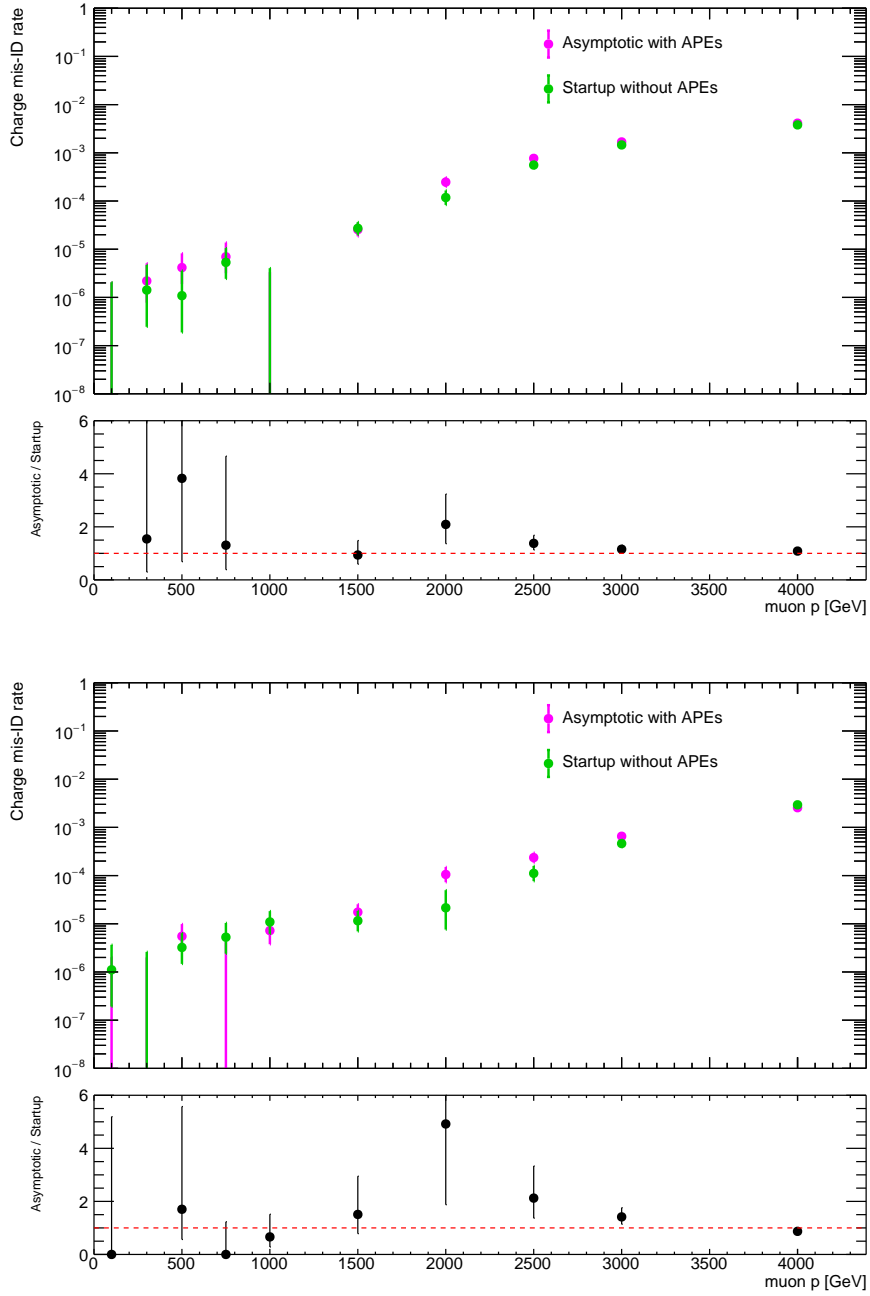 Charge mis-ID rate
1
10⁻¹
10⁻²
10⁻³
10⁻⁴
10⁻⁵
10⁻⁶
10⁻⁷
10⁻⁸
Asymptotic with APEs
Startup without APEs
Asymptotic / Startup
6
4
2
0
0 500 1000 1500 2000 2500 3000 3500 4000
muon p [GeV]
Charge mis-ID rate
1
10⁻¹
10⁻²
10⁻³
10⁻⁴
10⁻⁵
10⁻⁶
10⁻⁷
10⁻⁸
Asymptotic with APEs
Startup without APEs
Asymptotic / Startup
6
4
2
0
0 500 1000 1500 2000 2500 3000 3500 4000
muon p [GeV]